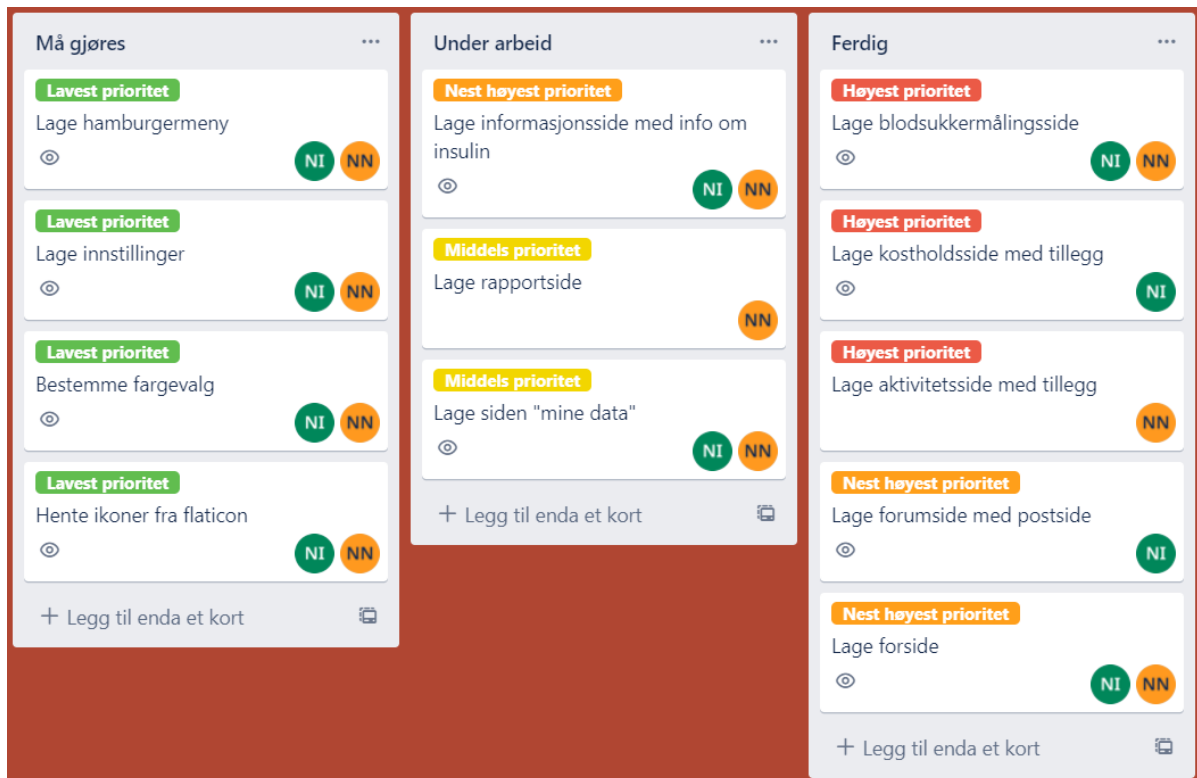 Må gjøres
Lavest prioritet
Lage hamburgermeny
NI NN
Lavest prioritet
Lage innstillinger
NI NN
Lavest prioritet
Bestemme fargevalg
NI NN
Lavest prioritet
Hente ikoner fra flaticon
NI NN
+ Legg til enda et kort
Under arbeid
Nest høyest prioritet
Lage informasjonsside med info om
insulin
NI NN
Middels prioritet
Lage rapportside
NN
Middels prioritet
Lage siden "mine data"
NI NN
+ Legg til enda et kort
Ferdig
Høyest prioritet
Lage blodsukkermålingsside
NI NN
Høyest prioritet
Lage kostholdsside med tillegg
NI
Høyest prioritet
Lage aktivitetsside med tillegg
NN
Nest høyest prioritet
Lage forumside med postside
NI
Nest høyest prioritet
Lage forside
NI NN
+ Legg til enda et kort